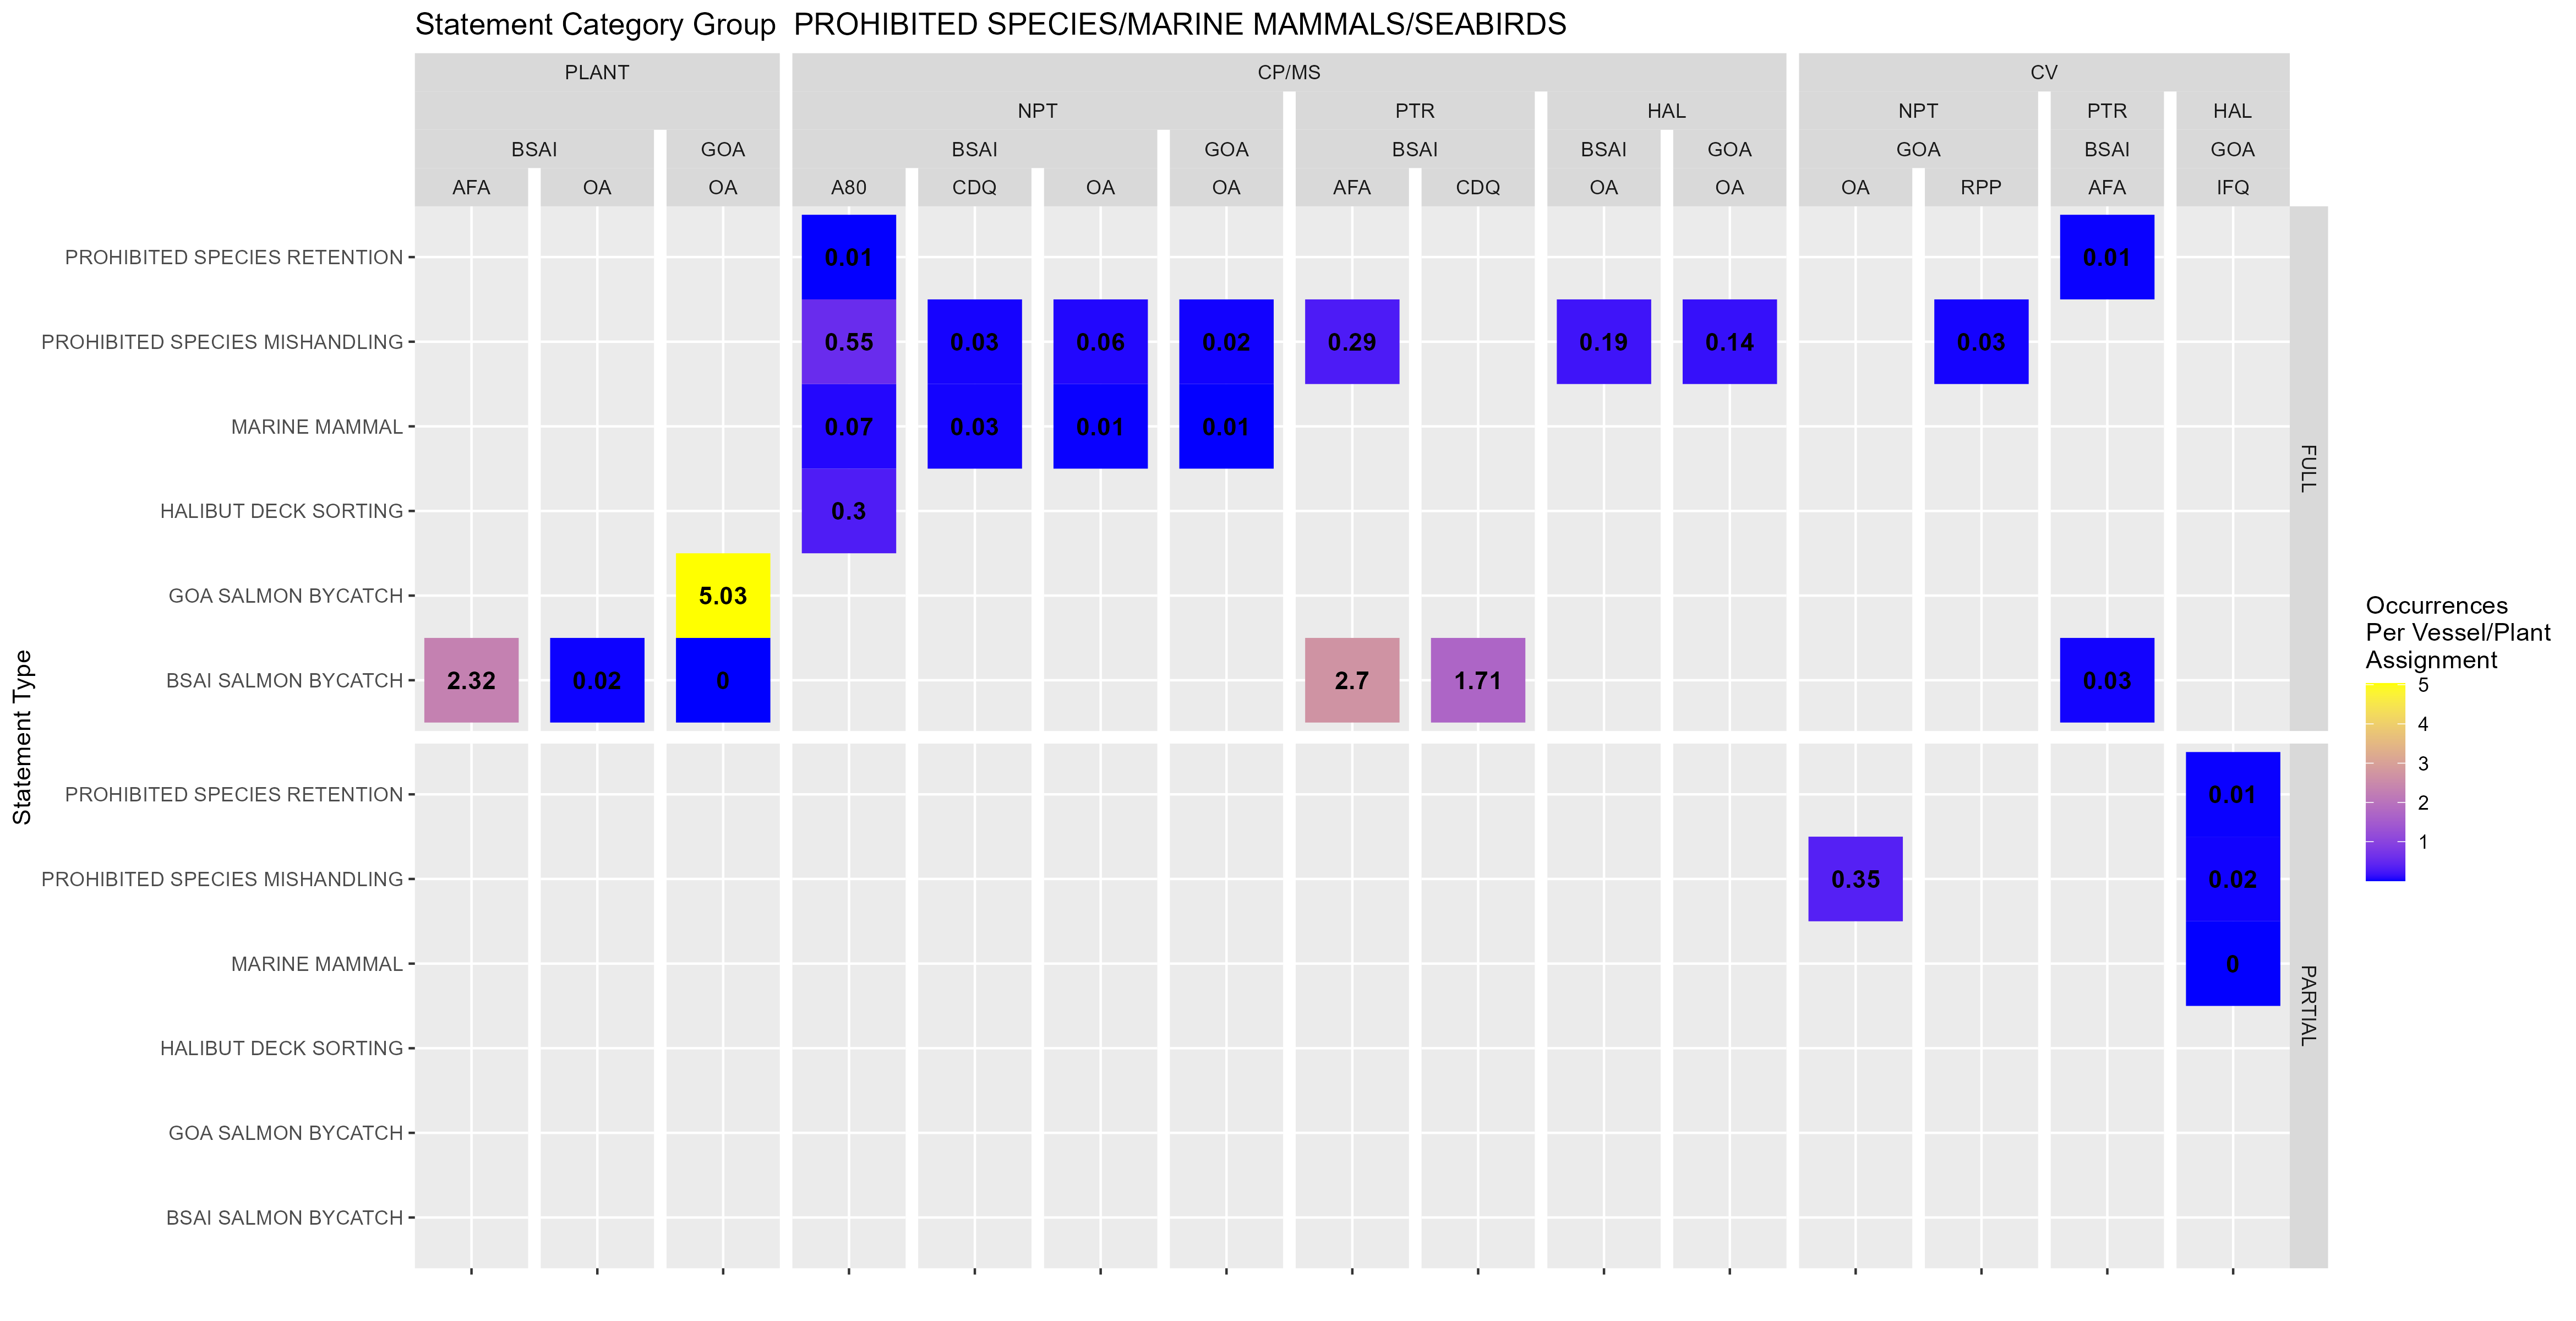 Statement Category Group PROHIBITED SPECIES/MARINE MAMMALS/SEABIRDS
PLANT CP/MS CV
NPT PTR HAL NPT PTR HAL
BSAI GOA BSAI GOA BSAI BSAI GOA GOA BSAI GOA
AFA OA OA A80 CDQ OA OA AFA CDQ OA OA OA RPP AFA IFQ
PROHIBITED SPECIES RETENTION 0.01 0.01
PROHIBITED SPECIES MISHANDLING 0.55 0.03 0.06 0.02 0.29 0.19 0.14 0.03
MARINE MAMMAL 0.07 0.03 0.01 0.01
HALIBUT DECK SORTING 0.3
GOA SALMON BYCATCH 5.03
BSAI SALMON BYCATCH 2.32 0.02 0 2.7 1.71 0.03
FULL
PROHIBITED SPECIES RETENTION 0.01
PROHIBITED SPECIES MISHANDLING 0.35 0.02
MARINE MAMMAL 0
HALIBUT DECK SORTING
GOA SALMON BYCATCH
BSAI SALMON BYCATCH
PARTIAL
Statement Type
Occurrences
Per Vessel/Plant
Assignment
5
4
3
2
1